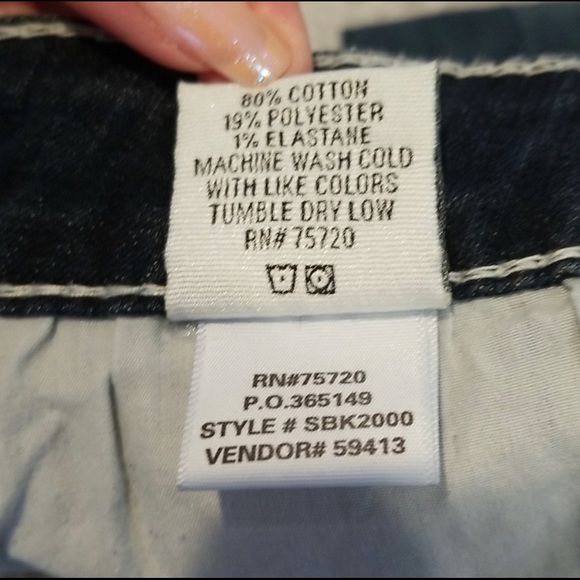 80% COTTON
19% POLYESTER
1% ELASTANE
MACHINE WASH COLD
WITH LIKE COLORS
TUMBLE DRY LOW
RN# 75720
RN#75720
P.O.365149
STYLE # SBK2000
VENDOR# 59413